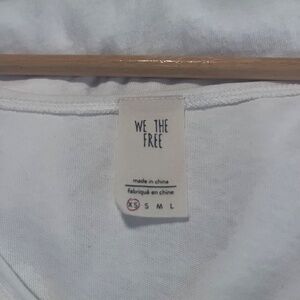 WE THE
FREE
made in china
fabriqué en chine
XS S M L